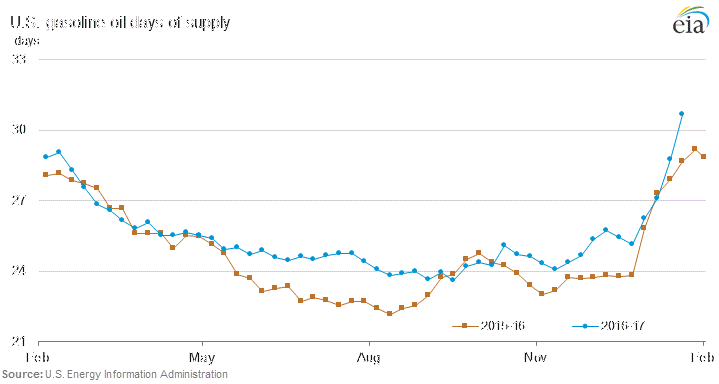 U.S. gasoline oil days of supply
days
eia
33
30
27
24
21
2015-16
2016-17
Feb
May
Aug
Nov
Feb
Source: U.S. Energy Information Administration